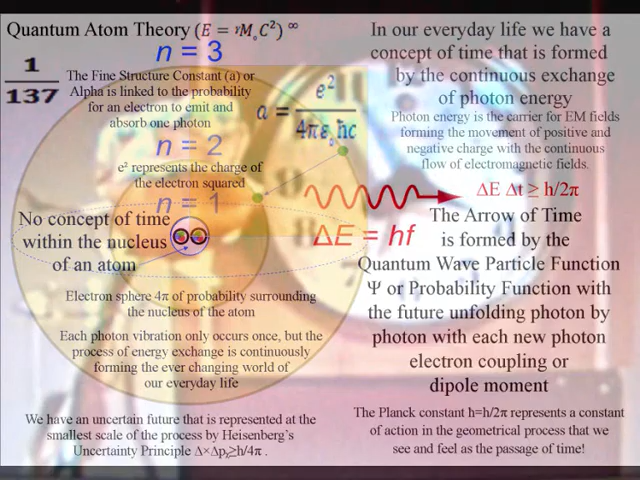 Quantum Atom Theory (E = ᵞM˳C²) ∞
n = 3
1
137
The Fine Structure Constant (a) or
Alpha is linked to the probability
for an electron to emit and
absorb one photon
a = e² / 4πε˳ħc
n = 2
e² represents the charge of
the electron squared
n = 1
No concept of time
within the nucleus
of an atom
Electron sphere 4π of probability surrounding
the nucleus of the atom
Each photon vibration only occurs once, but the
process of energy exchange is continuously
forming the ever changing world of
our everyday life
We have an uncertain future that is represented at the
smallest scale of the process by Heisenberg's
Uncertainty Principle Δ×Δpₓ≥h/4π .
In our everyday life we have a
concept of time that is formed
by the continuous exchange
of photon energy
Photon energy is the carrier for EM fields
forming the movement of positive and
negative charge with the continuous
flow of electromagnetic fields.
ΔE Δt ≥ h/2π
ΔE = hf
The Arrow of Time
is formed by the
Quantum Wave Particle Function
Ψ or Probability Function with
the future unfolding photon by
photon with each new photon
electron coupling or
dipole moment
The Planck constant h=h/2π represents a constant
of action in the geometrical process that we
see and feel as the passage of time!